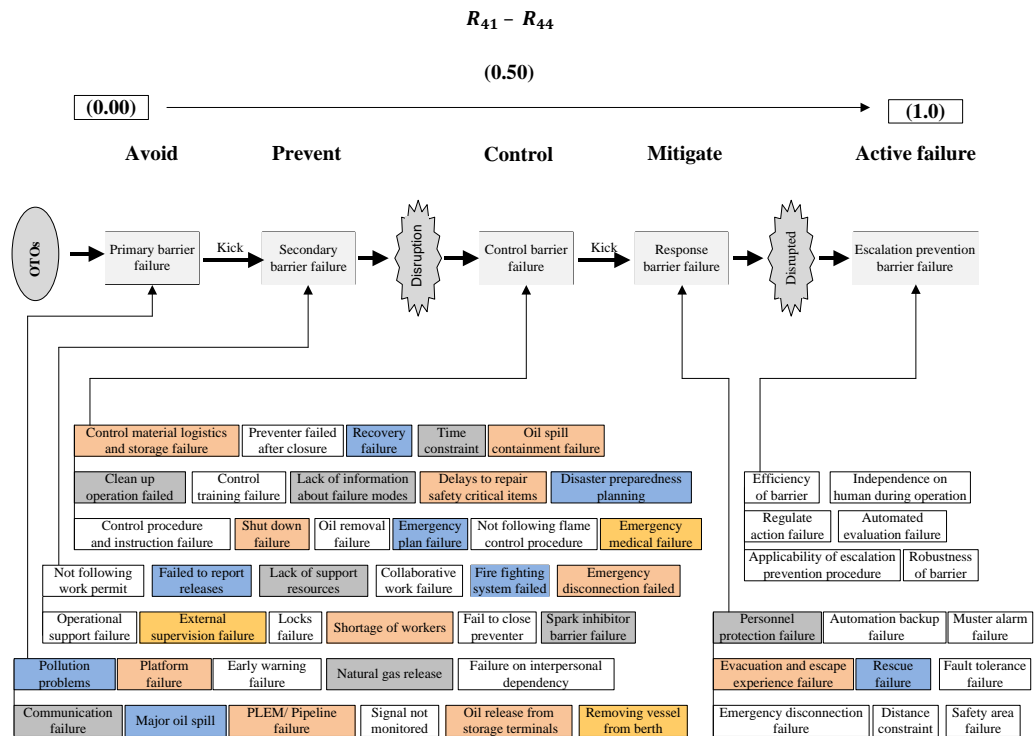 R₄₁ – R₄₄
(0.50)
(0.00)
(1.0)
Avoid
Prevent
Control
Mitigate
Active failure
OTOs
Primary barrier
failure
Kick
Secondary
barrier failure
Disruption
Control barrier
failure
Kick
Response
barrier failure
Disrupted
Escalation prevention
barrier failure
Control material logistics
and storage failure
Preventer failed
after closure
Recovery
failure
Time
constraint
Oil spill
containment failure
Clean up
operation failed
Control
training failure
Lack of information
about failure modes
Delays to repair
safety critical items
Disaster preparedness
planning
Control procedure
and instruction failure
Shut down
failure
Oil removal
failure
Emergency
plan failure
Not following flame
control procedure
Emergency
medical failure
Not following
work permit
Failed to report
releases
Lack of support
resources
Collaborative
work failure
Fire fighting
system failed
Emergency
disconnection failed
Operational
support failure
External
supervision failure
Locks
failure
Shortage of workers
Fail to close
preventer
Spark inhibitor
barrier failure
Pollution
problems
Platform
failure
Early warning
failure
Natural gas release
Failure on interpersonal
dependency
Communication
failure
Major oil spill
PLEM/ Pipeline
failure
Signal not
monitored
Oil release from
storage terminals
Removing vessel
from berth
Efficiency
of barrier
Independence on
human during operation
Regulate
action failure
Automated
evaluation failure
Applicability of escalation
prevention procedure
Robustness
of barrier
Personnel
protection failure
Automation backup
failure
Muster alarm
failure
Evacuation and escape
experience failure
Rescue
failure
Fault tolerance
failure
Emergency disconnection
failure
Distance
constraint
Safety area
failure